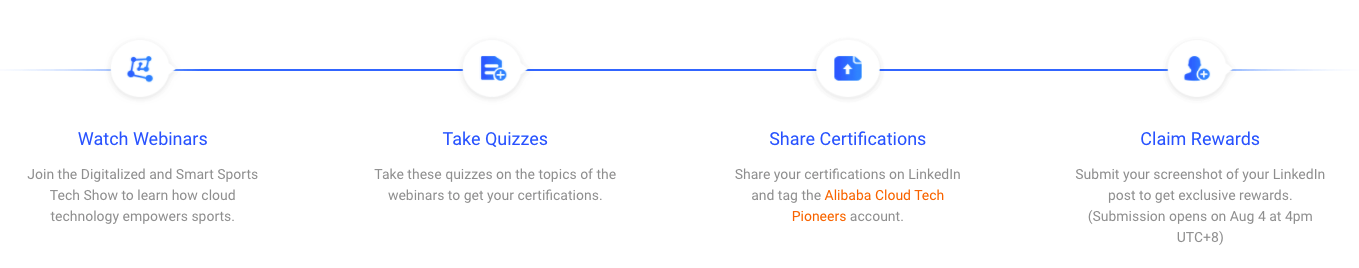 Watch Webinars
Join the Digitalized and Smart Sports
Tech Show to learn how cloud
technology empowers sports.
Take Quizzes
Take these quizzes on the topics of the
webinars to get your certifications.
Share Certifications
Share your certifications on LinkedIn
and tag the Alibaba Cloud Tech
Pioneers account.
Claim Rewards
Submit your screenshot of your LinkedIn
post to get exclusive rewards.
(Submission opens on Aug 4 at 4pm
UTC+8)